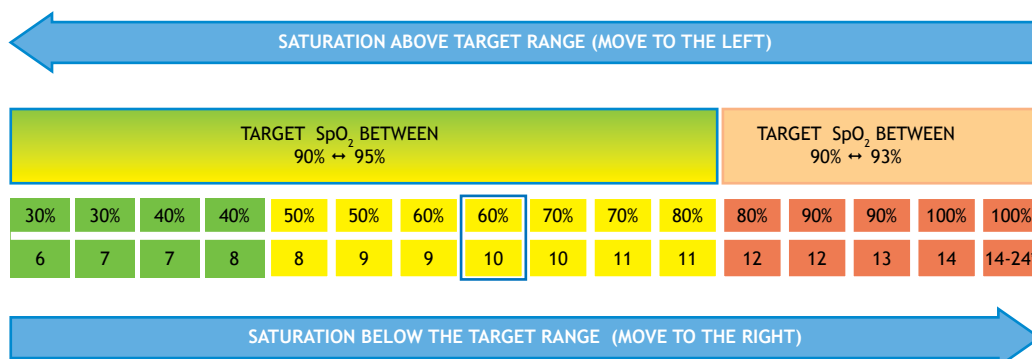 SATURATION ABOVE TARGET RANGE (MOVE TO THE LEFT)
TARGET SpO₂ BETWEEN
90% ↔ 95%
TARGET SpO₂ BETWEEN
90% ↔ 93%
30% 30% 40% 40% 50% 50% 60% 60% 70% 70% 80% 80% 90% 90% 100% 100%
6 7 7 8 8 9 9 10 10 11 11 12 12 13 14 14-24
SATURATION BELOW THE TARGET RANGE (MOVE TO THE RIGHT)